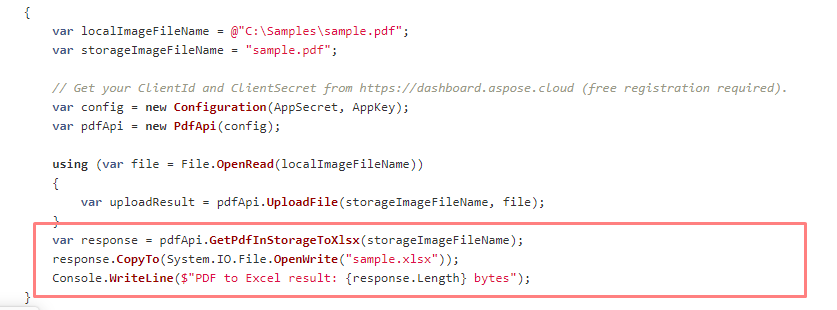 {
var localImageFileName = @"C:\Samples\sample.pdf";
var storageImageFileName = "sample.pdf";
// Get your ClientId and ClientSecret from https://dashboard.aspose.cloud (free registration required).
var config = new Configuration(AppSecret, AppKey);
var pdfApi = new PdfApi(config);
using (var file = File.OpenRead(localImageFileName))
{
var uploadResult = pdfApi.UploadFile(storageImageFileName, file);
}
var response = pdfApi.GetPdfInStorageToXlsx(storageImageFileName);
response.CopyTo(System.IO.File.OpenWrite("sample.xlsx"));
Console.WriteLine($"PDF to Excel result: {response.Length} bytes");
}